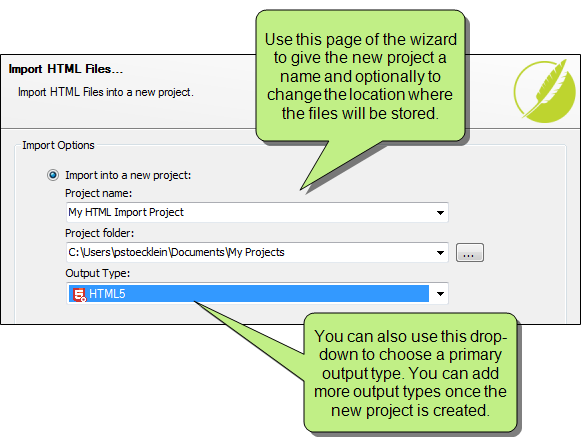 Use this page of the wizard
to give the new project a
name and optionally to
change the location where
the files will be stored.
Import HTML Files...
Import HTML Files into a new project.
Import Options
Import into a new project:
Project name:
My HTML Import Project
Project folder:
C:\Users\pstoecklein\Documents\My Projects
...
Output Type:
HTML5
You can also use this drop-
down to choose a primary
output type. You can add
more output types once the
new project is created.